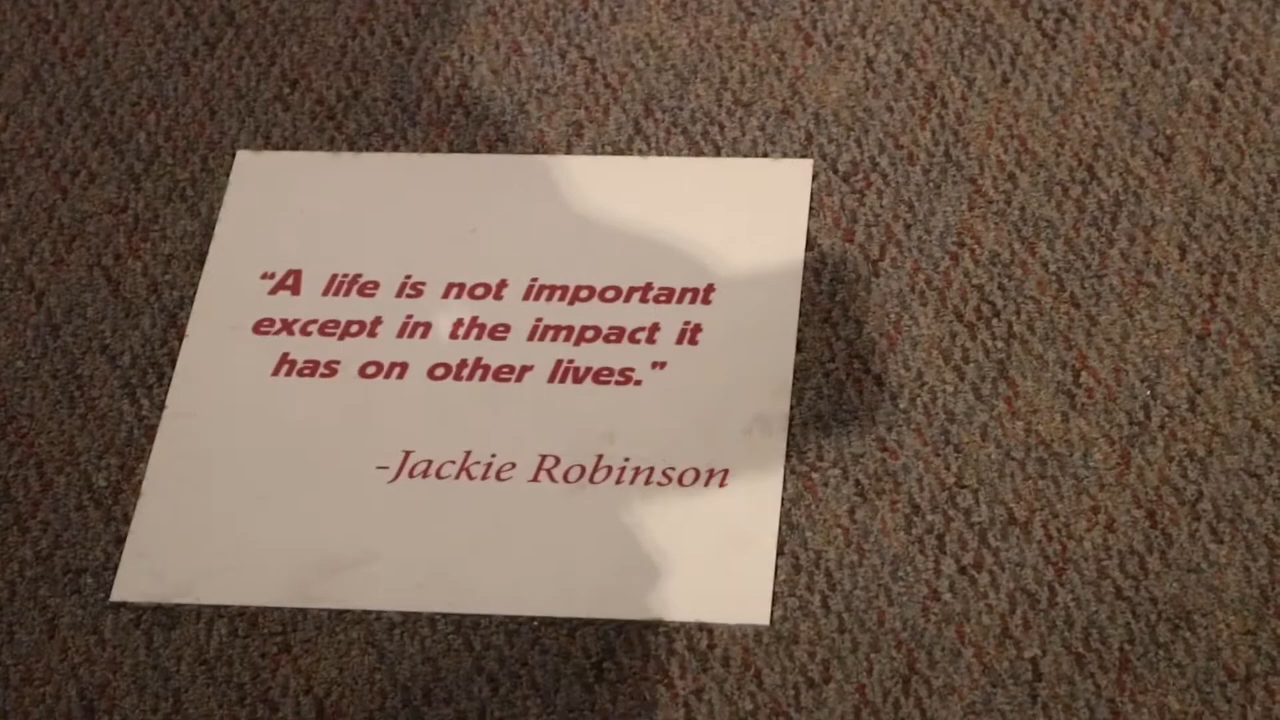 “A life is not important
except in the impact it
has on other lives.”
-Jackie Robinson